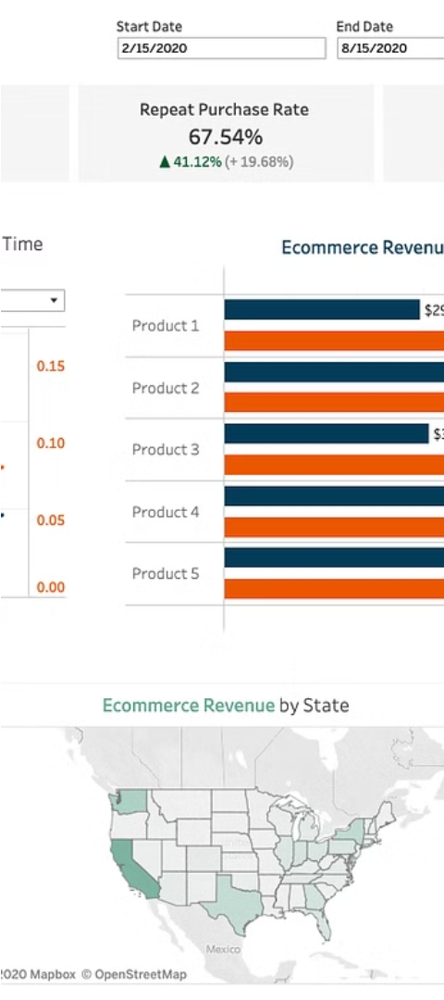 Start Date
End Date
2/15/2020
8/15/2020
Repeat Purchase Rate
67.54%
▲ 41.12% (+ 19.68%)
Time
Ecommerce Revenu
0.15
0.10
0.05
0.00
Product 1
$29
Product 2
Product 3
$3
Product 4
Product 5
Ecommerce Revenue by State
Mexico
2020 Mapbox © OpenStreetMap